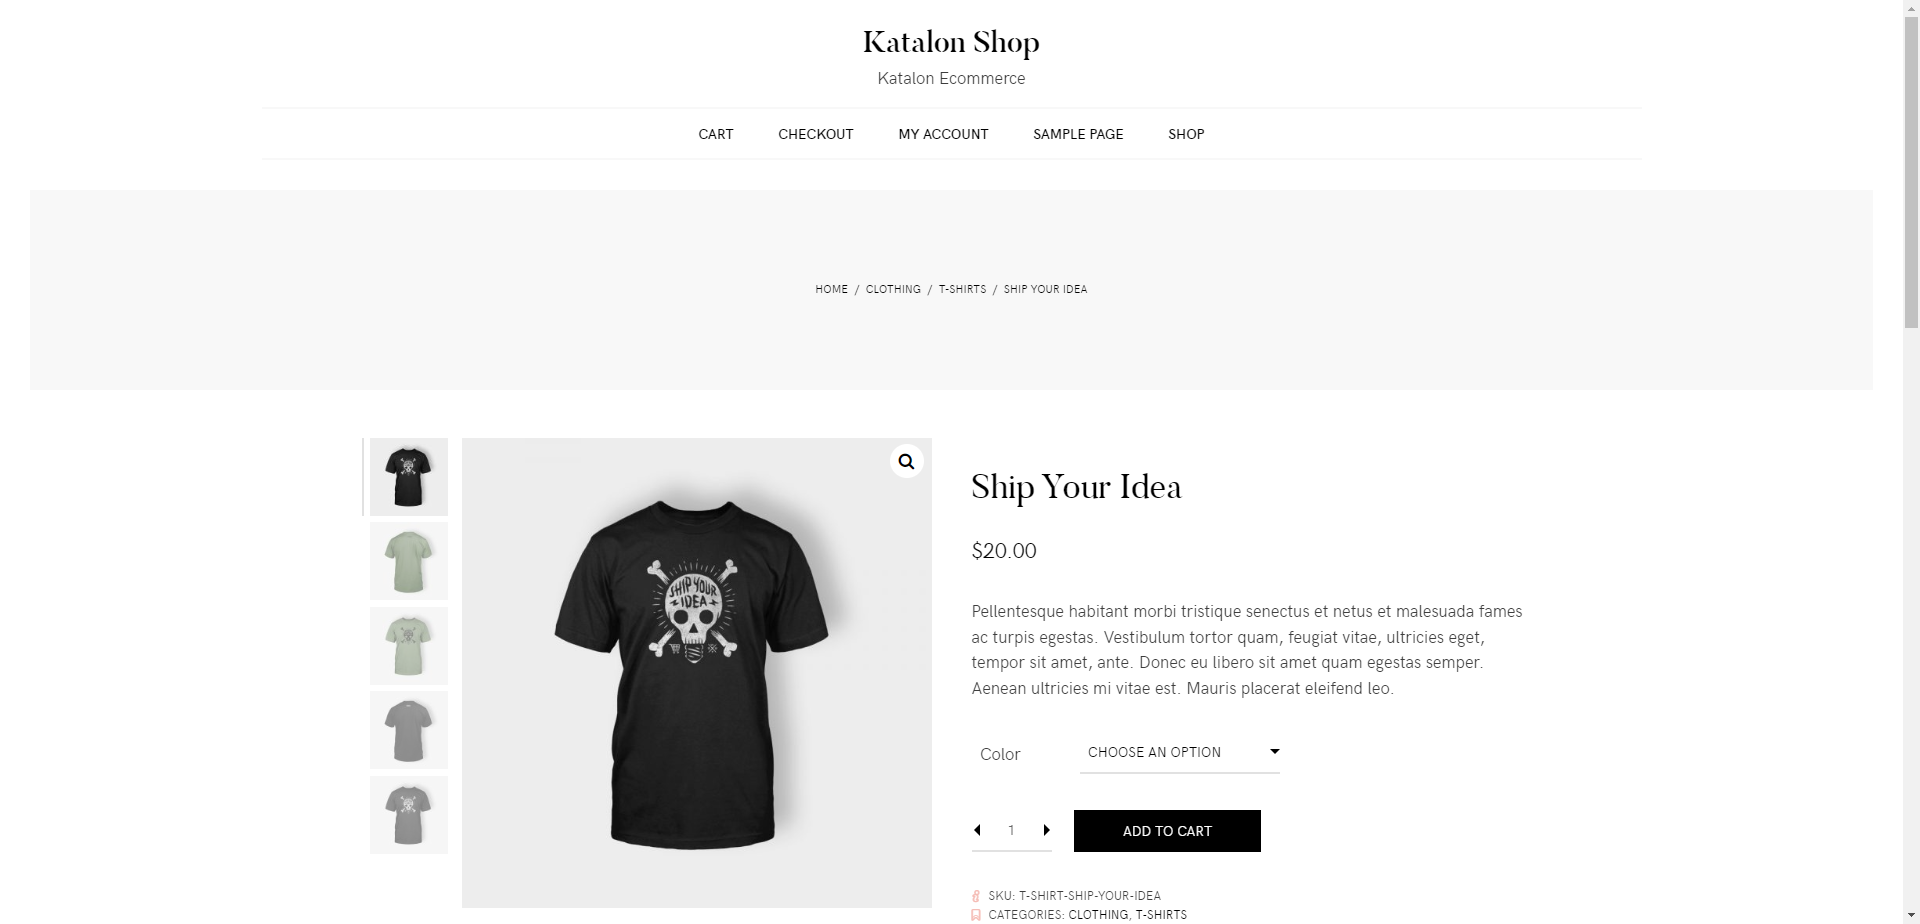 Katalon Shop
Katalon Ecommerce
CART CHECKOUT MY ACCOUNT SAMPLE PAGE SHOP
HOME / CLOTHING / T-SHIRTS / SHIP YOUR IDEA
SHIP YOUR
IDEA
Ship Your Idea
$20.00
Pellentesque habitant morbi tristique senectus et netus et malesuada fames
ac turpis egestas. Vestibulum tortor quam, feugiat vitae, ultricies eget,
tempor sit amet, ante. Donec eu libero sit amet quam egestas semper.
Aenean ultricies mi vitae est. Mauris placerat eleifend leo.
Color CHOOSE AN OPTION
1 ADD TO CART
SKU: T-SHIRT-SHIP-YOUR-IDEA
CATEGORIES: CLOTHING, T-SHIRTS